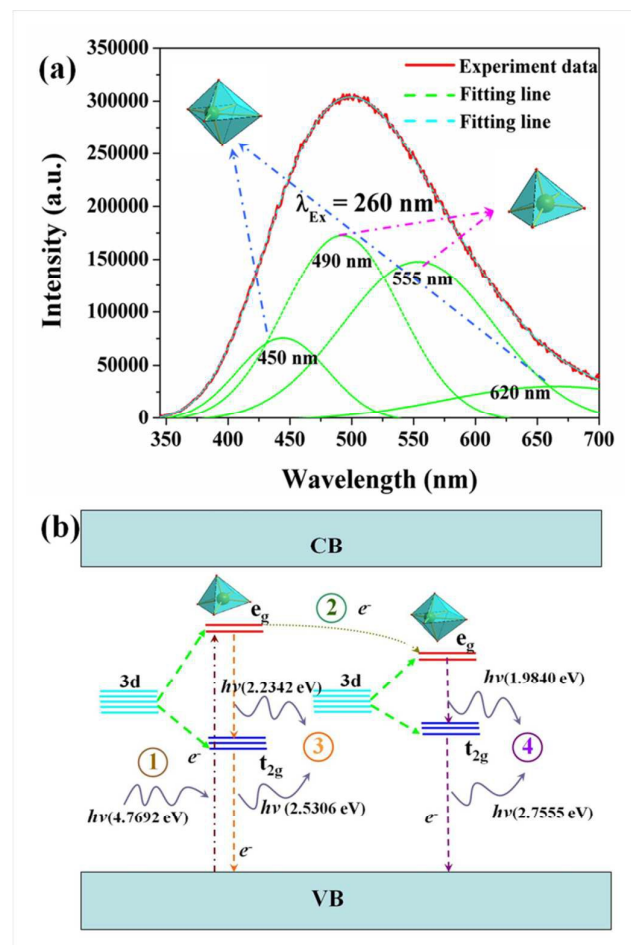 (a)
350000
300000
250000
200000
150000
100000
50000
0
Intensity (a.u.)
Experiment data
Fitting line
Fitting line
λEx = 260 nm
490 nm
555 nm
450 nm
620 nm
350 400 450 500 550 600 650 700
Wavelength (nm)
(b)
CB
eg
2 e-
eg
3d
hν(2.2342 eV)
3d
hν(1.9840 eV)
1
e-
t2g
3
t2g
4
hν(4.7692 eV)
hν(2.5306 eV)
hν(2.7555 eV)
e-
e-
VB